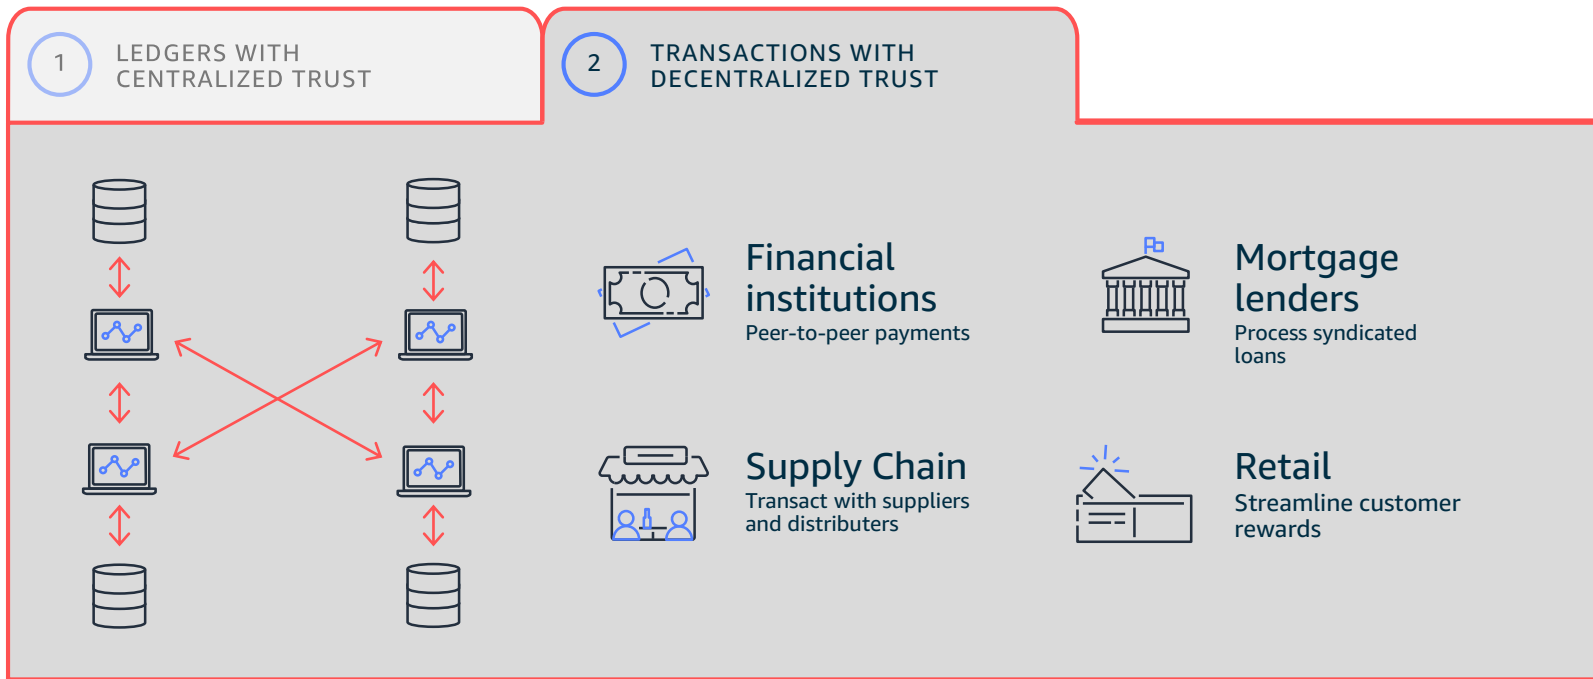 1
LEDGERS WITH
CENTRALIZED TRUST
2
TRANSACTIONS WITH
DECENTRALIZED TRUST
Financial
institutions
Peer-to-peer payments
Mortgage
lenders
Process syndicated
loans
Supply Chain
Transact with suppliers
and distributers
Retail
Streamline customer
rewards